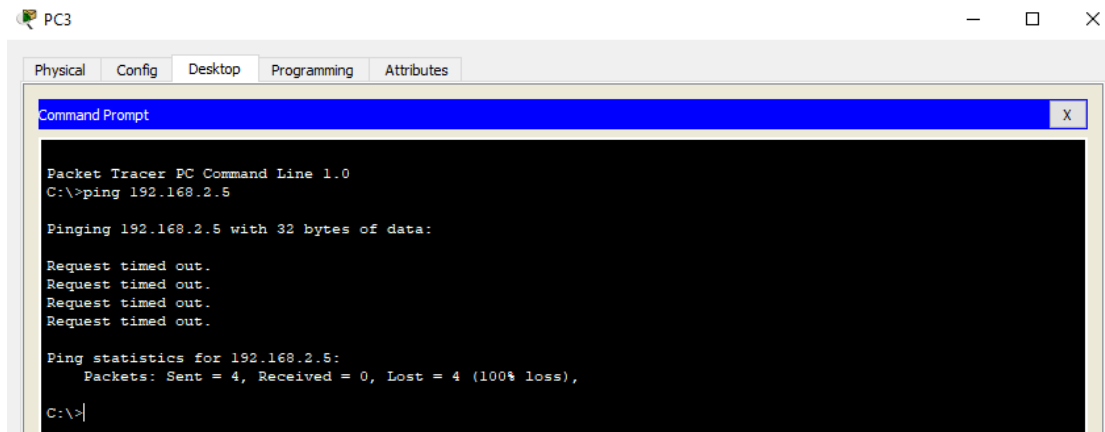 PC3
Physical Config Desktop Programming Attributes
Command Prompt
X
Packet Tracer PC Command Line 1.0
C:\>ping 192.168.2.5
Pinging 192.168.2.5 with 32 bytes of data:
Request timed out.
Request timed out.
Request timed out.
Request timed out.
Ping statistics for 192.168.2.5:
Packets: Sent = 4, Received = 0, Lost = 4 (100% loss),
C:\>